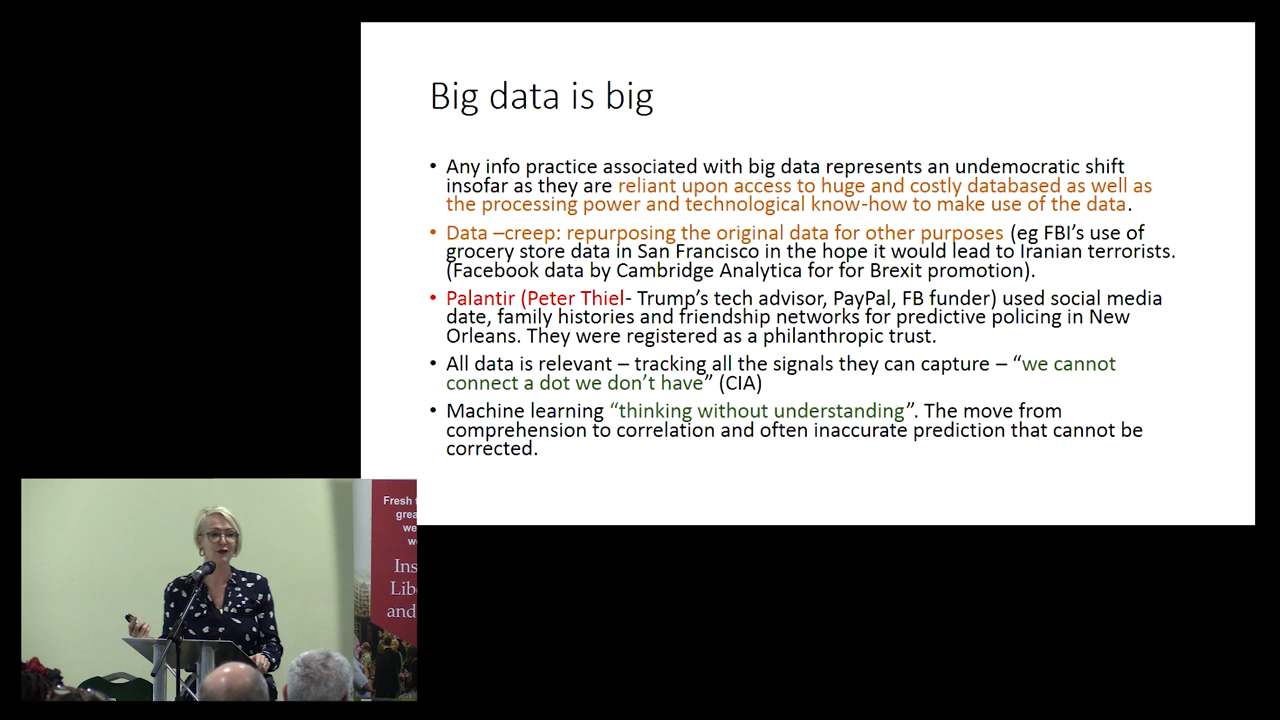 Big data is big
• Any info practice associated with big data represents an undemocratic shift
insofar as they are reliant upon access to huge and costly databased as well as
the processing power and technological know-how to make use of the data.
• Data –creep: repurposing the original data for other purposes (eg FBI’s use of
grocery store data in San Francisco in the hope it would lead to Iranian terrorists.
(Facebook data by Cambridge Analytica for for Brexit promotion).
• Palantir (Peter Thiel- Trump’s tech advisor, PayPal, FB funder) used social media
date, family histories and friendship networks for predictive policing in New
Orleans. They were registered as a philanthropic trust.
• All data is relevant – tracking all the signals they can capture – “we cannot
connect a dot we don’t have” (CIA)
• Machine learning “thinking without understanding”. The move from
comprehension to correlation and often inaccurate prediction that cannot be
corrected.
Fresh
grea
we
w
Ins
Lib
and